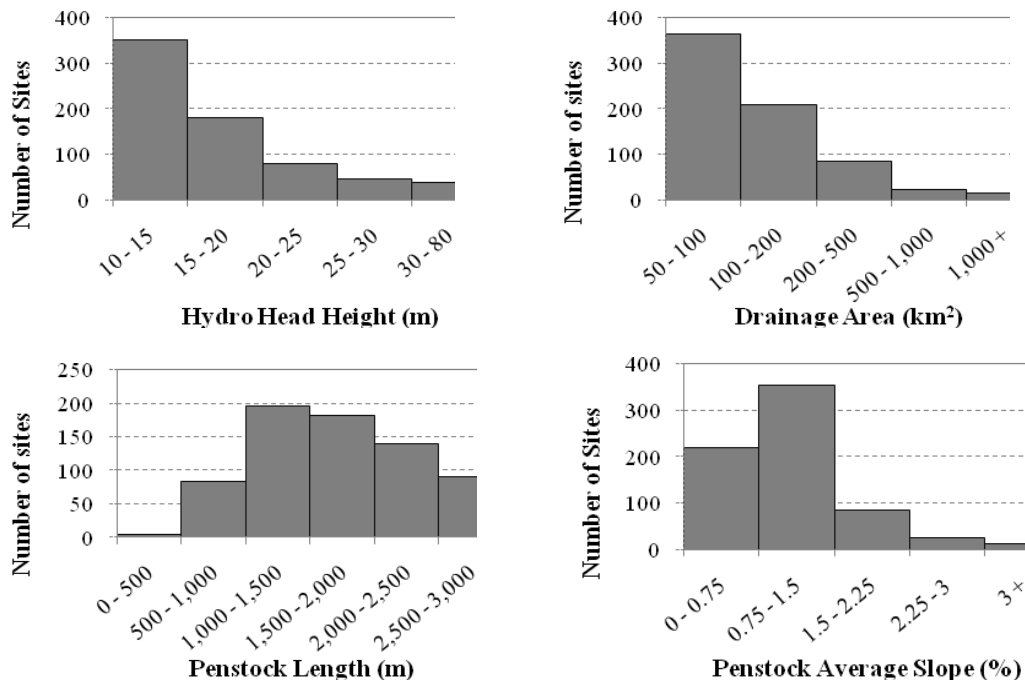 Number of Sites
400
300
200
100
0
10 - 15
15 - 20
20 - 25
25 - 30
30 - 80
Hydro Head Height (m)
Number of sites
400
300
200
100
0
50 - 100
100 - 200
200 - 500
500 - 1,000
1,000 +
Drainage Area (km²)
Number of sites
250
200
150
100
50
0
0 - 500
500 - 1,000
1,000 - 1,500
1,500 - 2,000
2,000 - 2,500
2,500 - 3,000
Penstock Length (m)
Number of Sites
400
300
200
100
0
0 - 0.75
0.75 - 1.5
1.5 - 2.25
2.25 - 3
3 +
Penstock Average Slope (%)